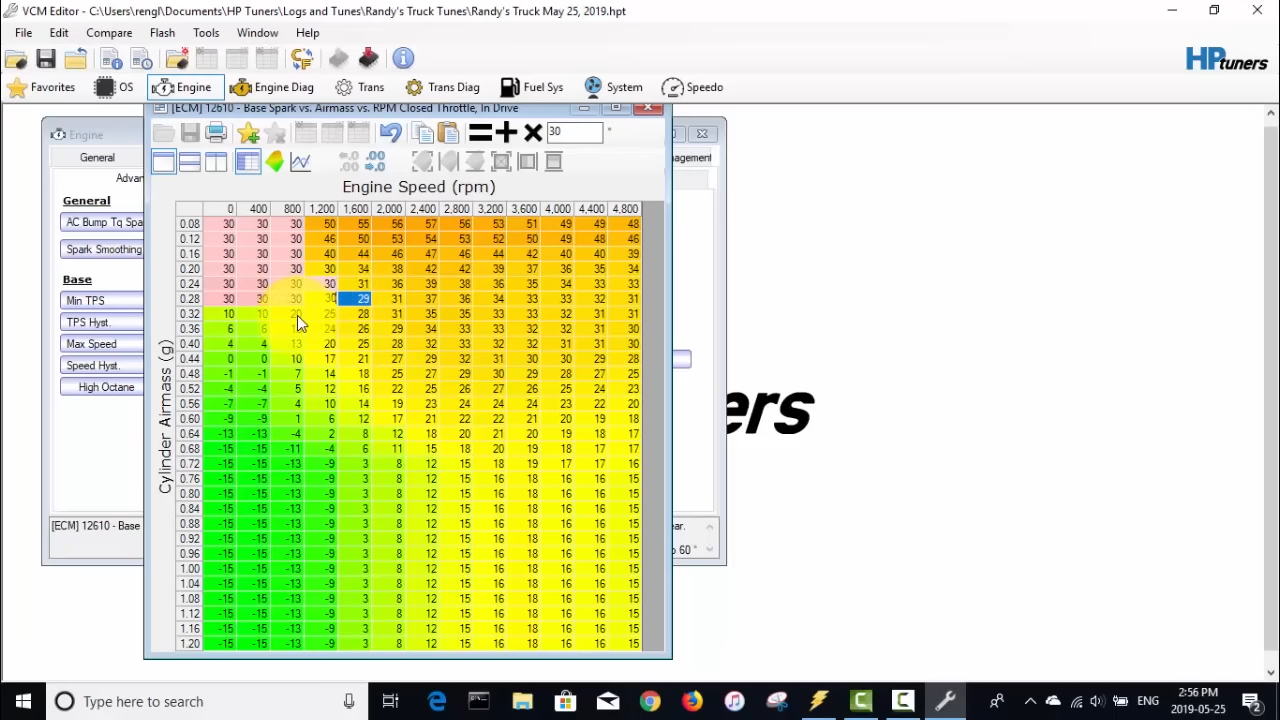 VCM Editor - C:\Users\rengl\Documents\HP Tuners\Logs and Tunes\Randy's Truck Tunes\Randy's Truck May 25, 2019.hpt
File Edit Compare Flash Tools Window Help
HP tuners
Favorites OS Engine Engine Diag Trans Trans Diag Fuel Sys System Speedo
[ECM] 12610 - Base Spark vs. Airmass vs. RPM Closed Throttle, In Drive
Engine
General
Advan
General
AC Bump Tq Spa
Spark Smoothing
Base
Min TPS
TPS Hyst.
Max Speed
Speed Hyst.
High Octane
[ECM] 12610 - Base
30 °
nagement
ear.
o 60 °
ers
Engine Speed (rpm)
Cylinder Airmass (g)
0 400 800 1,200 1,600 2,000 2,400 2,800 3,200 3,600 4,000 4,400 4,800
0.08 30 30 30 50 55 56 57 56 53 51 49 49 48
0.12 30 30 30 46 50 53 54 53 52 50 49 48 46
0.16 30 30 30 40 44 46 47 46 44 42 40 40 39
0.20 30 30 30 30 34 38 42 42 39 37 36 35 34
0.24 30 30 30 30 31 36 39 38 36 35 34 33 33
0.28 30 30 30 30 29 31 37 36 34 33 33 32 31
0.32 10 10 20 25 28 31 35 35 33 33 32 31 31
0.36 6 6 24 26 29 34 33 33 32 32 31 30
0.40 4 4 13 20 25 28 32 33 32 32 31 31 30
0.44 0 0 10 17 21 27 29 32 31 30 30 29 28
0.48 -1 -1 7 14 18 25 27 29 30 29 28 27 25
0.52 -4 -4 5 12 16 22 25 26 27 26 25 24 23
0.56 -7 -7 4 10 14 19 23 24 24 24 23 22 20
0.60 -9 -9 1 6 12 17 21 22 22 21 20 19 18
0.64 -13 -13 -4 2 8 12 18 20 21 20 19 18 17
0.68 -15 -15 -11 -4 6 11 15 18 20 19 18 17 17
0.72 -15 -15 -13 -9 3 8 12 15 18 19 17 17 16
0.76 -15 -15 -13 -9 3 8 12 15 16 18 16 16 15
0.80 -15 -15 -13 -9 3 8 12 15 16 18 16 16 15
0.84 -15 -15 -13 -9 3 8 12 15 16 18 16 16 15
0.88 -15 -15 -13 -9 3 8 12 15 16 18 16 16 15
0.92 -15 -15 -13 -9 3 8 12 15 16 18 16 16 15
0.96 -15 -15 -13 -9 3 8 12 15 16 18 16 16 15
1.00 -15 -15 -13 -9 3 8 12 15 16 18 16 16 15
1.04 -15 -15 -13 -9 3 8 12 15 16 18 16 16 15
1.08 -15 -15 -13 -9 3 8 12 15 16 18 16 16 15
1.12 -15 -15 -13 -9 3 8 12 15 16 18 16 16 15
1.16 -15 -15 -13 -9 3 8 12 15 16 18 16 16 15
1.20 -15 -15 -13 -9 3 8 12 15 16 18 16 16 15
Type here to search
ENG
2:56 PM
2019-05-25
2